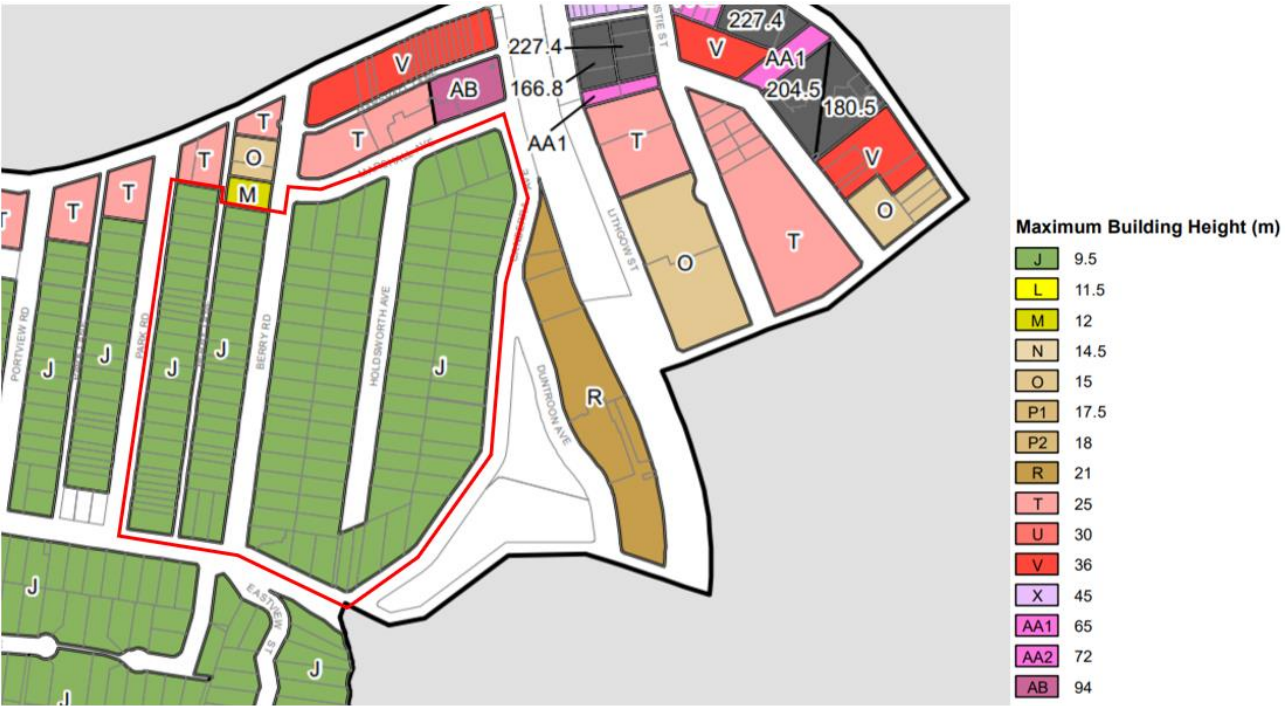 227.4
V
AA1
204.5
180.5
V
O
227.4
166.8
AA1
V
AB
T
T
O
M
T
T
T
T
T
O
T
R
J
J
J
J
J
J
J
J
PORTVIEW RD
PARK RD
BERRY RD
HOLDSWORTH AVE
LITHGOW ST
DUNTROON AVE
EASTVIEW ST
Maximum Building Height (m)
J 9.5
L 11.5
M 12
N 14.5
O 15
P1 17.5
P2 18
R 21
T 25
U 30
V 36
X 45
AA1 65
AA2 72
AB 94